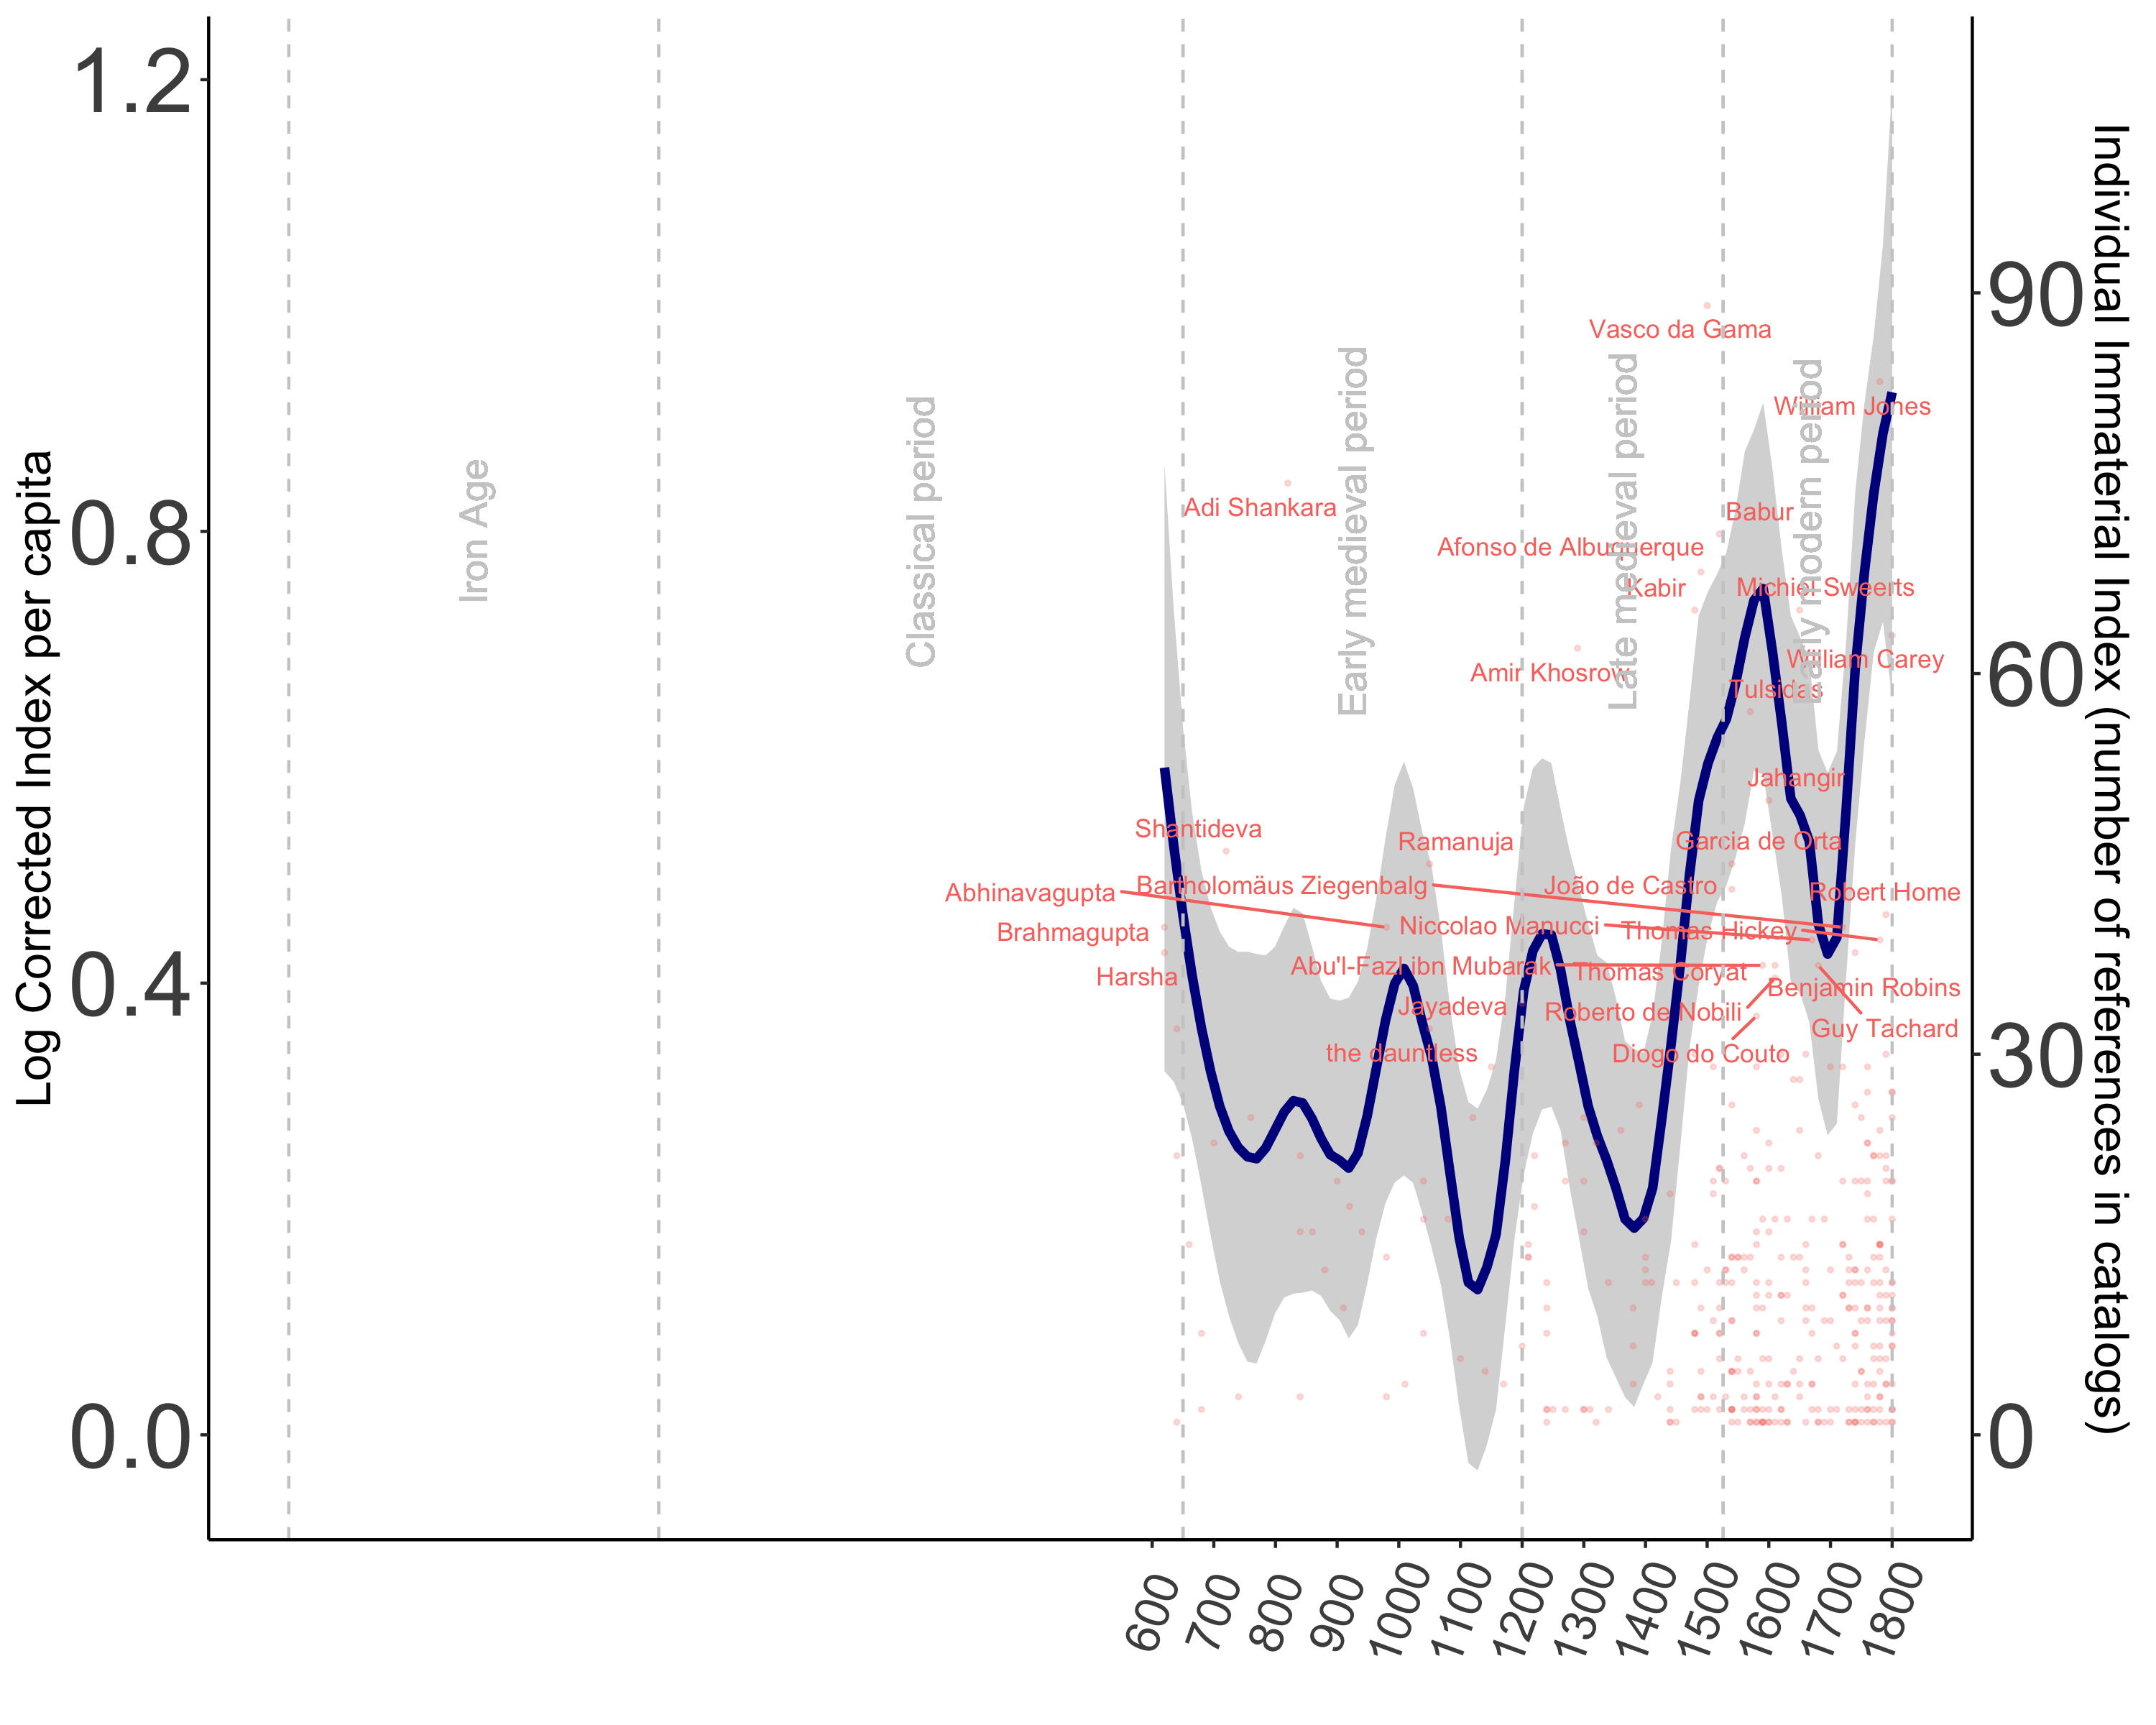 1.2
0.8
0.4
0.0
Log Corrected Index per capita
Iron Age
Classical period
Early medieval period
Late medieval period
Early modern period
Vasco da Gama
William Jones
Adi Shankara
Babur
Afonso de Albuquerque
Kabir
Michiel Sweerts
Amir Khosrow
William Carey
Tulsidas
Jahangir
Shantideva
Ramanuja
Garcia de Orta
Abhinavagupta
Bartholomäus Ziegenbalg
João de Castro
Robert Home
Brahmagupta
Niccolao Manucci
Thomas Hickey
Harsha
Abu'l-Fazl ibn Mubarak
Thomas Coryat
Benjamin Robins
Jayadeva
Roberto de Nobili
Guy Tachard
the dauntless
Diogo do Couto
90
60
30
0
Individual Immaterial Index (number of references in catalogs)
600
700
800
900
1000
1100
1200
1300
1400
1500
1600
1700
1800